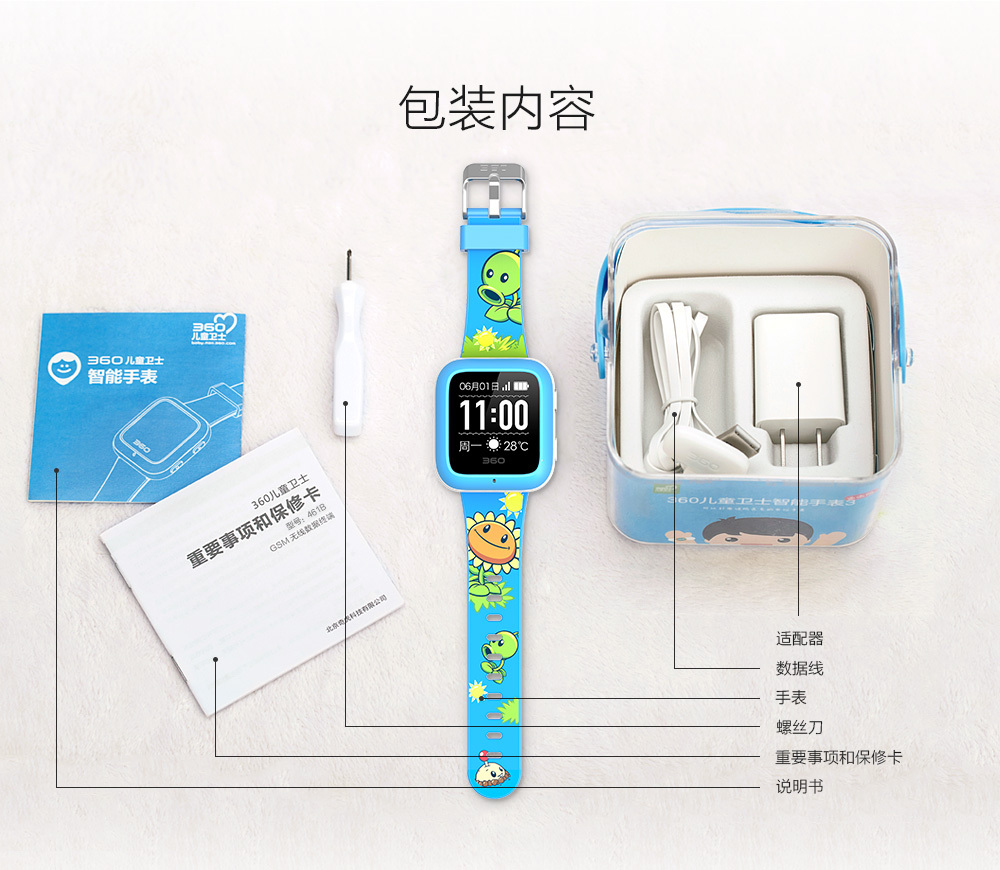 包装内容
360
儿童卫士
baby.360.com
360儿童卫士
智能手表
360
360儿童卫士
重要事项和保修卡
型号：461B
GSM 无线数据终端
北京奇虎科技有限公司
06月01日
11:00
周一 28℃
360
360
360儿童卫士智能手表3
适配器
数据线
手表
螺丝刀
重要事项和保修卡
说明书